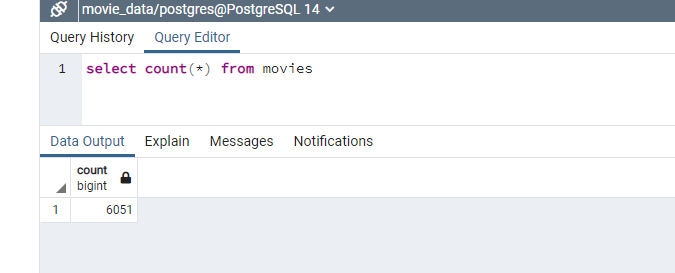 movie_data/postgres@PostgreSQL 14
Query History Query Editor
1 select count(*) from movies
Data Output Explain Messages Notifications
count
bigint
1 6051